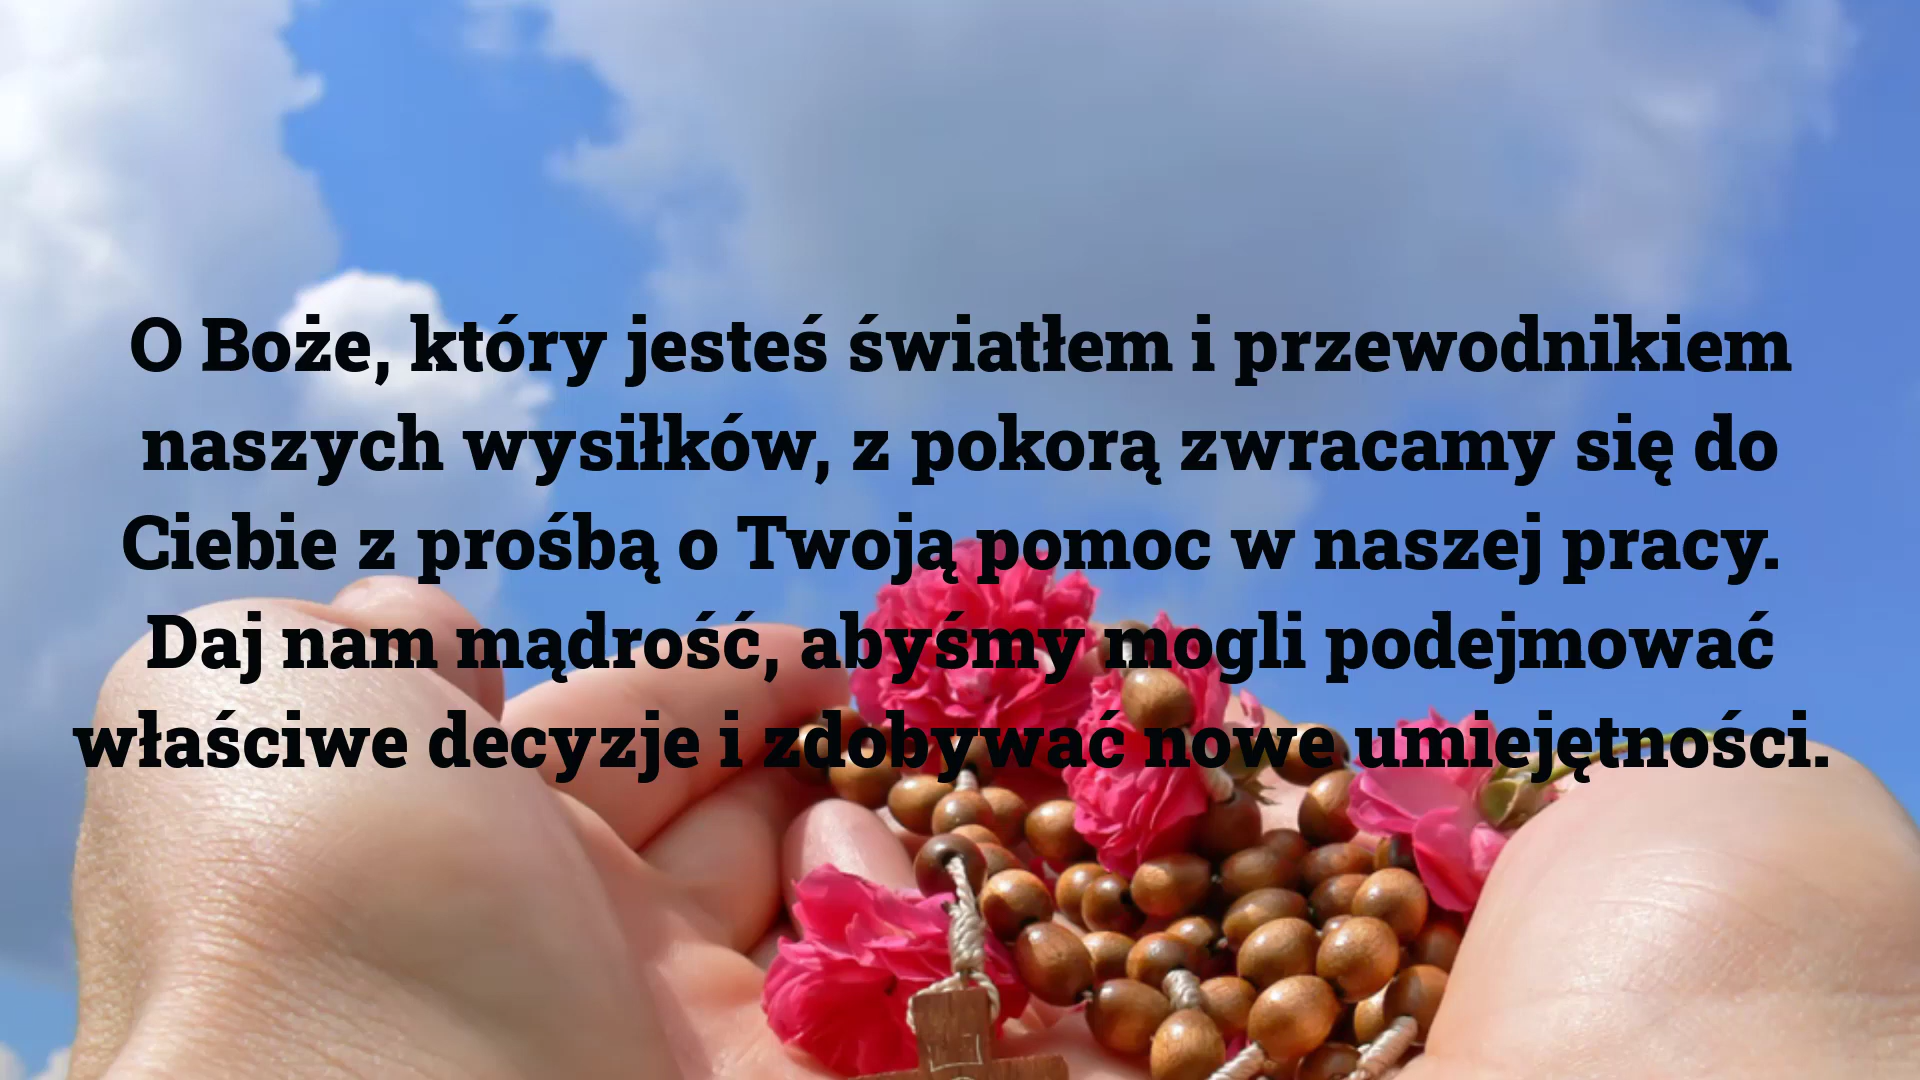 O Boże, który jesteś światłem i przewodnikiem
naszych wysiłków, z pokorą zwracamy się do
Ciebie z prośbą o Twoją pomoc w naszej pracy.
Daj nam mądrość, abyśmy mogli podejmować
właściwe decyzje i zdobywać nowe umiejętności.